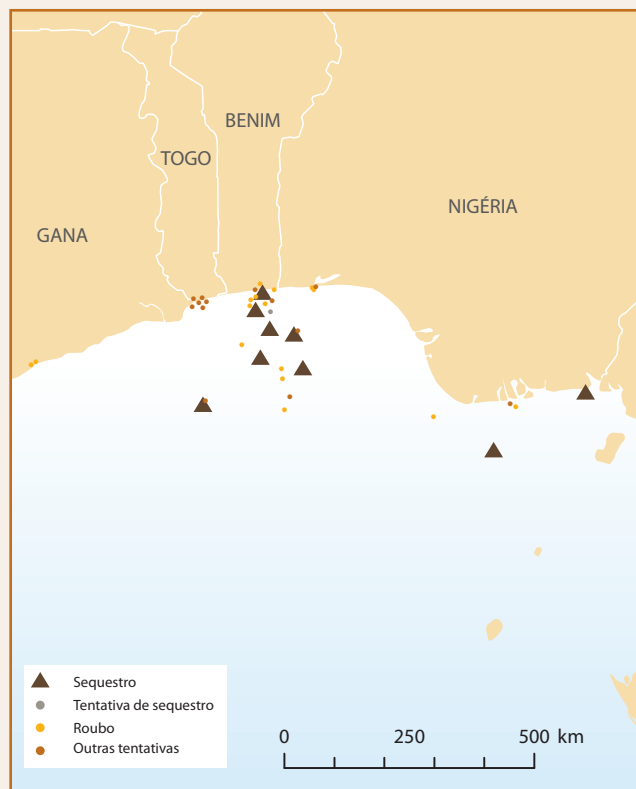 BENIM
TOGO
NIGÉRIA
GANA
Sequestro
Tentativa de sequestro
Roubo
Outras tentativas
0 250 500 km